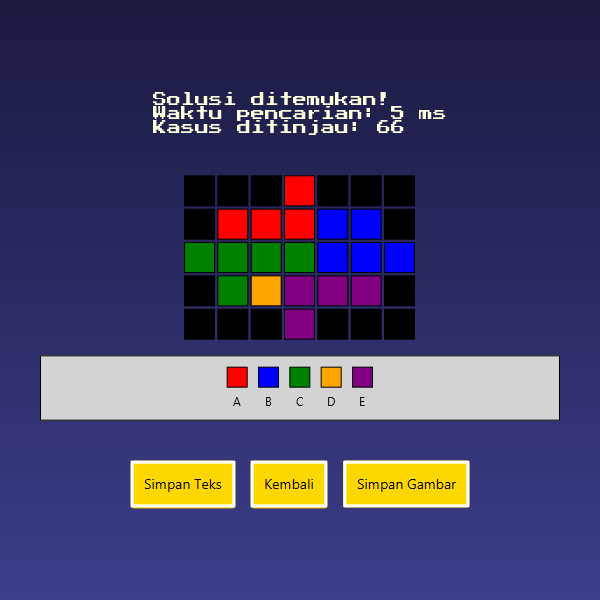 Solusi ditemukan!
Waktu pencarian: 5 ms
Kasus ditinjau: 66
A B C D E
Simpan Teks Kembali Simpan Gambar